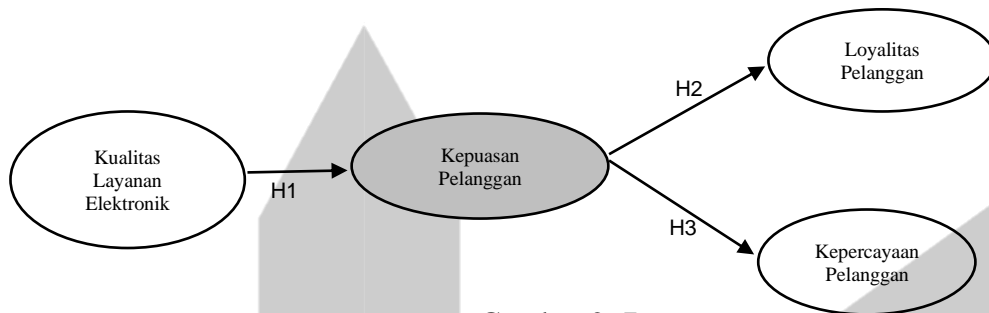 Loyalitas
Pelanggan
H2
Kualitas
Layanan
Elektronik
H1
Kepuasan
Pelanggan
H3
Kepercayaan
Pelanggan